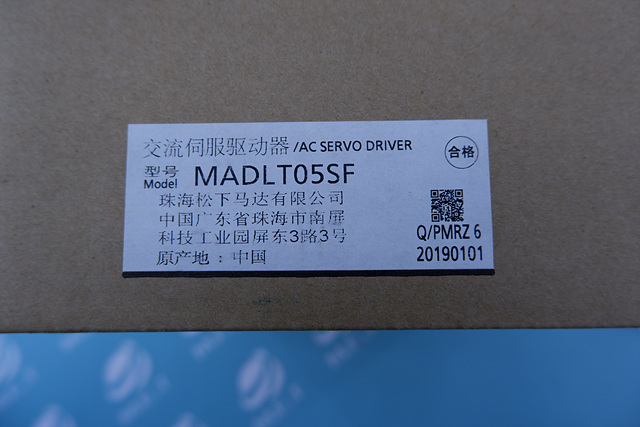 交流伺服驱动器/AC SERVO DRIVER
合格
型号
Model MADLT05SF
珠海松下马达有限公司
中国广东省珠海市南屏
科技工业园屏东3路3号
原产地：中国
Q/PMRZ 6
20190101